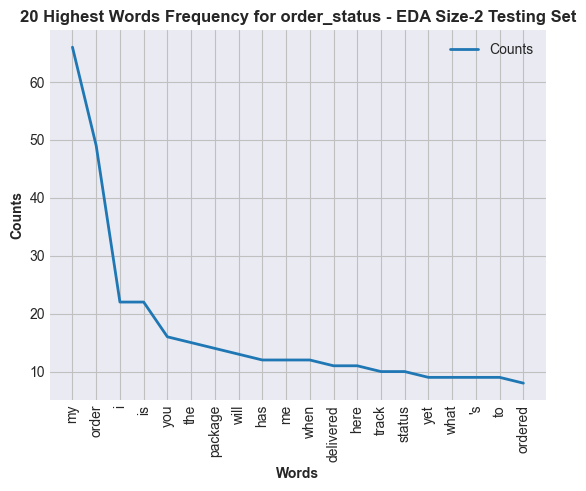 20 Highest Words Frequency for order_status - EDA Size-2 Testing Set
Counts
Counts
60
50
40
30
20
10
my
order
i
is
you
the
package
will
has
me
when
delivered
here
track
status
yet
what
's
to
ordered
Words